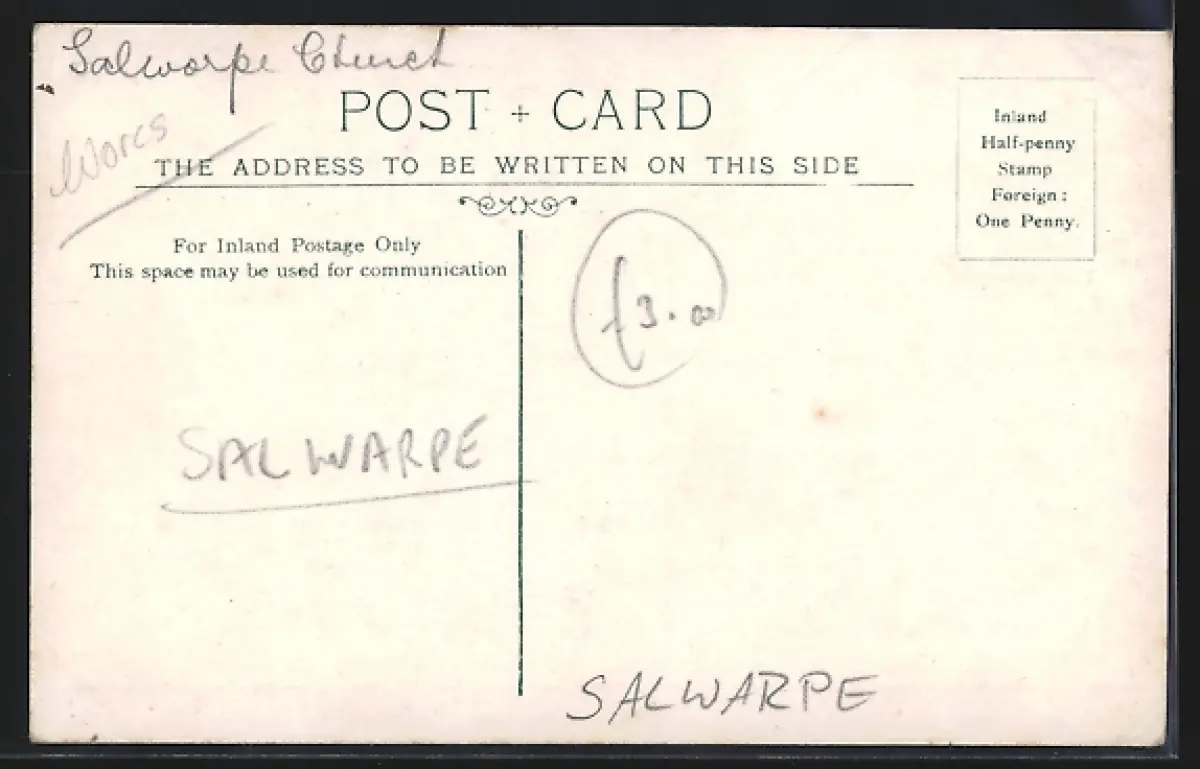 Salwarpe Church
Worcs
POST + CARD
THE ADDRESS TO BE WRITTEN ON THIS SIDE
For Inland Postage Only
This space may be used for communication
Inland
Half-penny
Stamp
Foreign:
One Penny.
£3.00
SALWARPE
SALWARPE